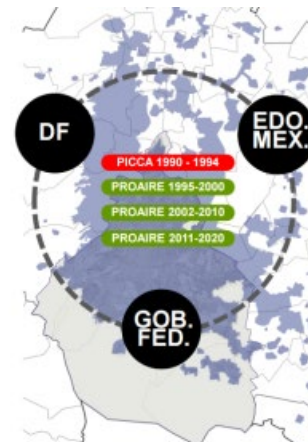 DF
EDO.
MEX.
PICCA 1990 - 1994
PROAIRE 1995-2000
PROAIRE 2002-2010
PROAIRE 2011-2020
GOB.
FED.